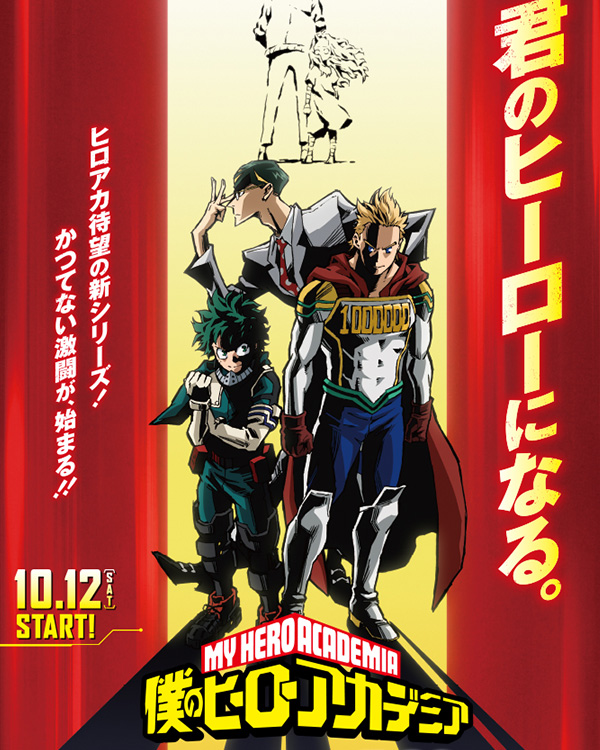 君のヒーローになる。
ヒロアカ待望の新シリーズ！
かつてない激闘が、始まる!!
10.12 SAT
START!
1000000
MY HERO ACADEMIA
僕のヒーローアカデミア